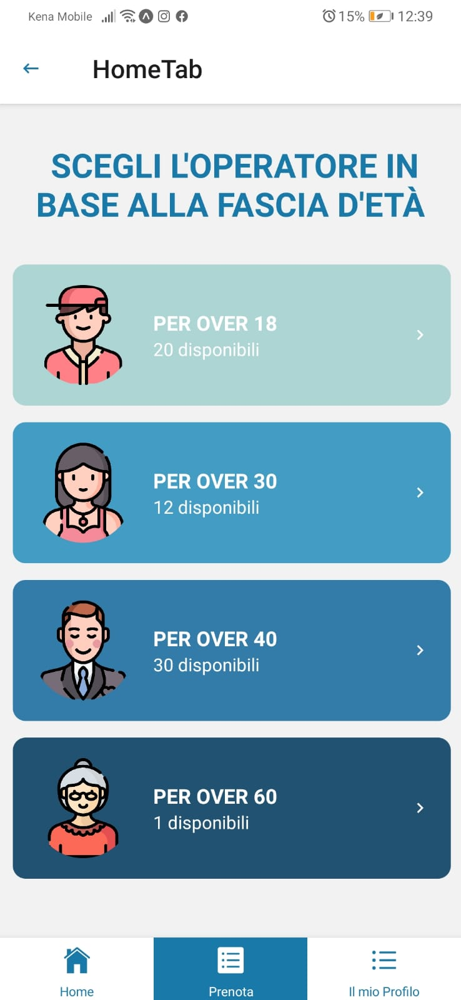 Kena Mobile 15% 12:39
HomeTab
SCEGLI L'OPERATORE IN
BASE ALLA FASCIA D'ETÀ
PER OVER 18
20 disponibili
PER OVER 30
12 disponibili
PER OVER 40
30 disponibili
PER OVER 60
1 disponibili
Home Prenota Il mio Profilo